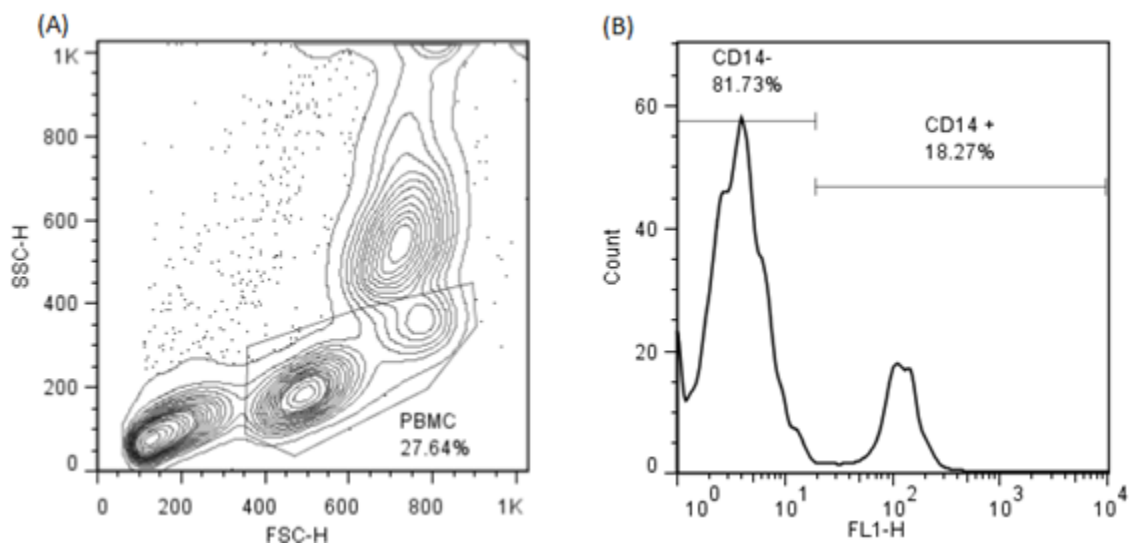 (A)
1K
800
600
400
200
0
SSC-H
PBMC
27.64%
0 200 400 600 800 1K
FSC-H
(B)
CD14-
81.73%
CD14 +
18.27%
60
40
20
0
Count
10^0 10^1 10^2 10^3 10^4
FL1-H